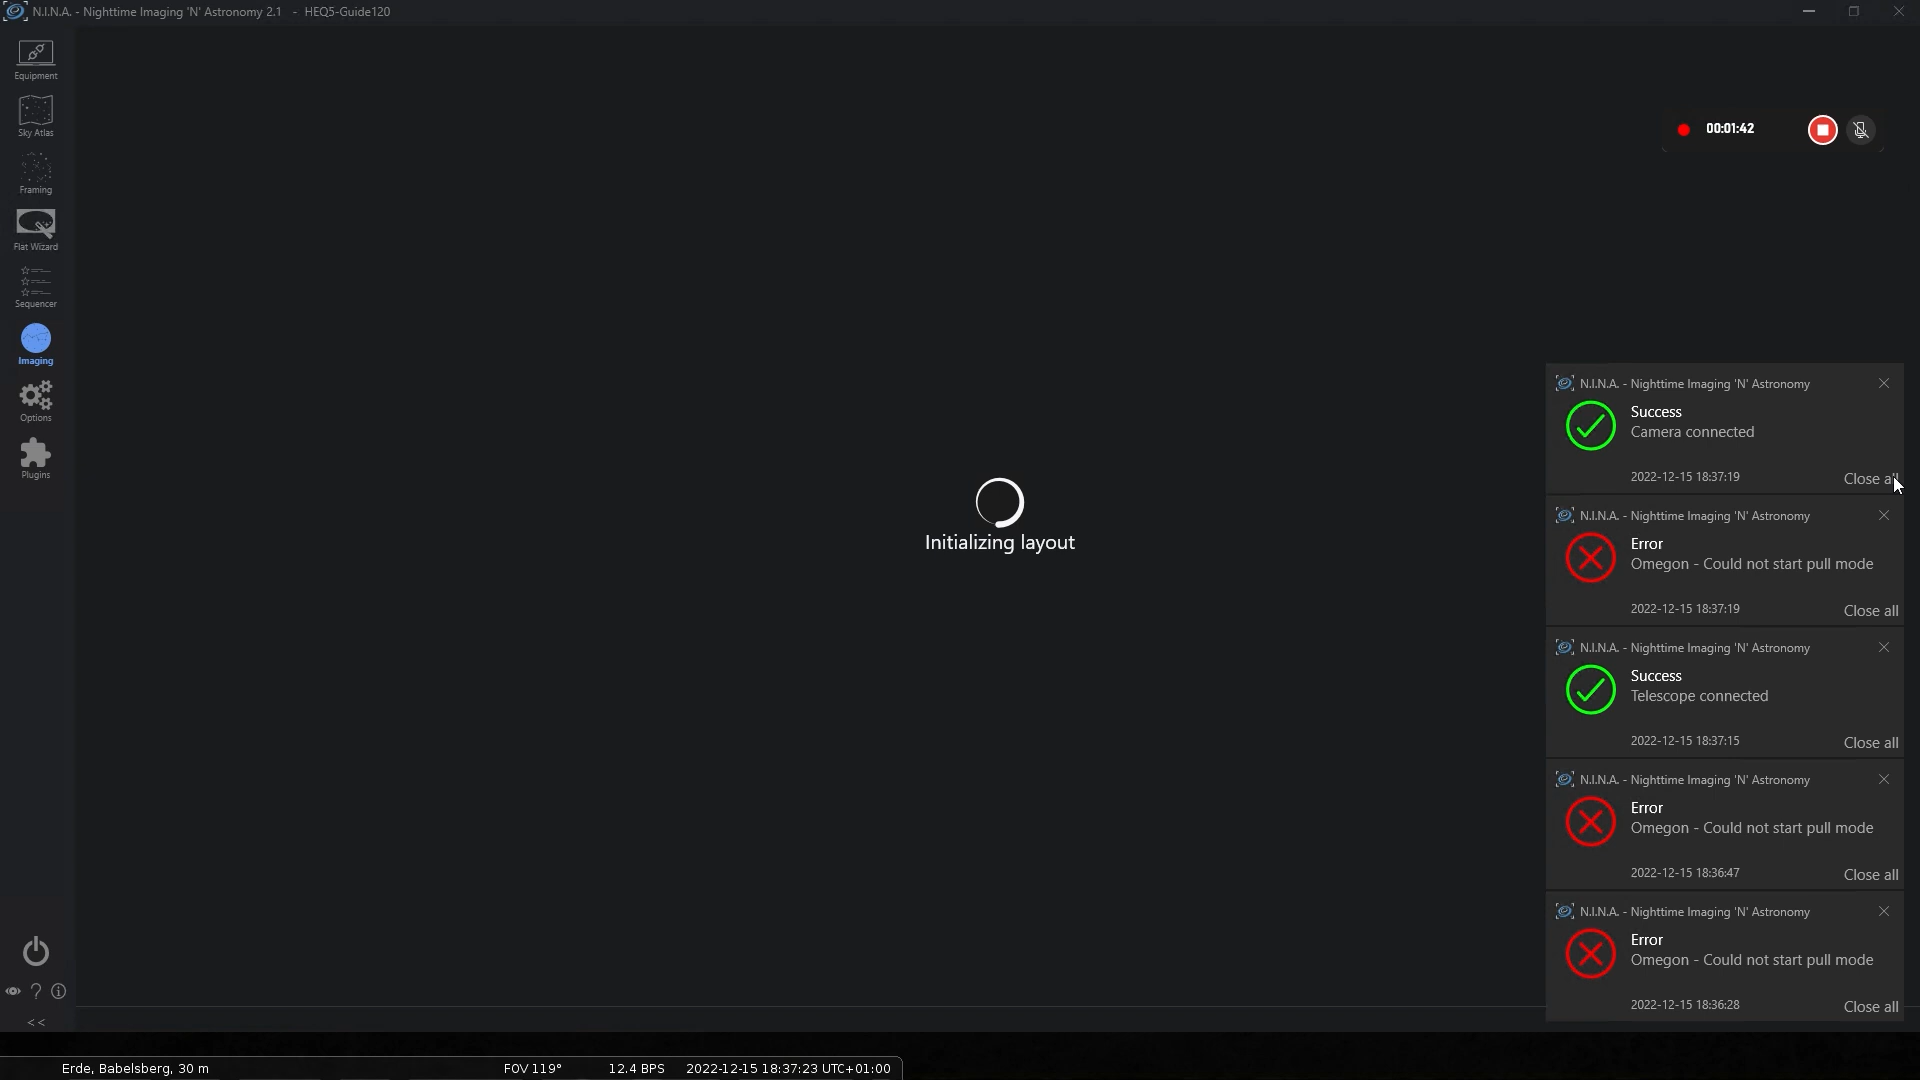 N.I.N.A. - Nighttime Imaging 'N' Astronomy 2.1 - HEQ5-Guide120
Equipment
Sky Atlas
Framing
Flat Wizard
Sequencer
Imaging
Options
Plugins
<<
00:01:42
Initializing layout
N.I.N.A. - Nighttime Imaging 'N' Astronomy
Success
Camera connected
2022-12-15 18:37:19 Close all
N.I.N.A. - Nighttime Imaging 'N' Astronomy
Error
Omegon - Could not start pull mode
2022-12-15 18:37:19 Close all
N.I.N.A. - Nighttime Imaging 'N' Astronomy
Success
Telescope connected
2022-12-15 18:37:15 Close all
N.I.N.A. - Nighttime Imaging 'N' Astronomy
Error
Omegon - Could not start pull mode
2022-12-15 18:36:47 Close all
N.I.N.A. - Nighttime Imaging 'N' Astronomy
Error
Omegon - Could not start pull mode
2022-12-15 18:36:28 Close all
Erde, Babelsberg, 30 m FOV 119° 12.4 BPS 2022-12-15 18:37:23 UTC+01:00